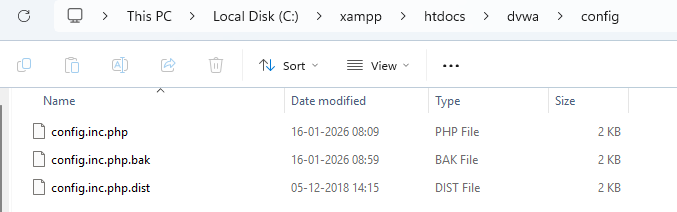 This PC > Local Disk (C:) > xampp > htdocs > dvwa > config
Sort View ...
Name Date modified Type Size
config.inc.php 16-01-2026 08:09 PHP File 2 KB
config.inc.php.bak 16-01-2026 08:59 BAK File 2 KB
config.inc.php.dist 05-12-2018 14:15 DIST File 2 KB